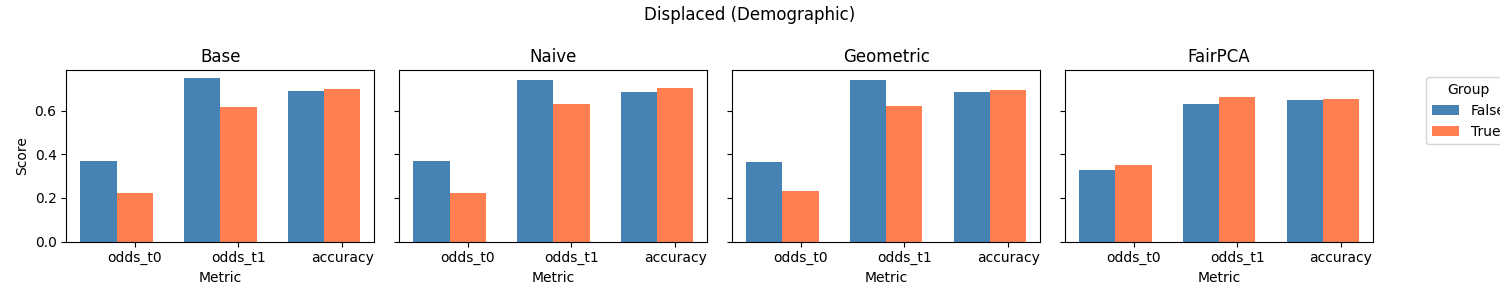 Displaced (Demographic)
Base
Naive
Geometric
FairPCA
Score
0.6
0.4
0.2
0.0
odds_t0 odds_t1 accuracy
Metric
odds_t0 odds_t1 accuracy
Metric
odds_t0 odds_t1 accuracy
Metric
odds_t0 odds_t1 accuracy
Metric
Group
False
True